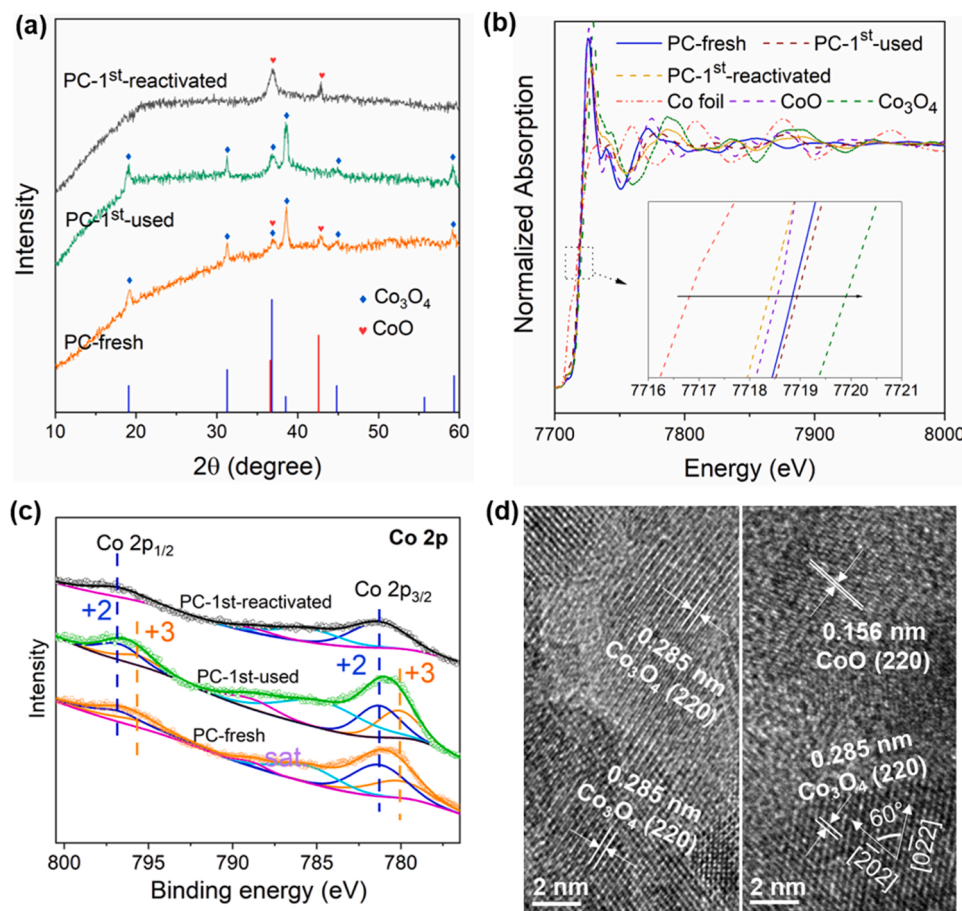 (a)
PC-1st-reactivated
PC-1st-used
PC-fresh
Co3O4
CoO
Intensity
10 20 30 40 50 60
2θ (degree)
(b)
PC-fresh PC-1st-used
PC-1st-reactivated
Co foil CoO Co3O4
Normalized Absorption
7716 7717 7718 7719 7720 7721
7700 7800 7900 8000
Energy (eV)
(c)
Co 2p
Co 2p1/2
Co 2p3/2
PC-1st-reactivated
+2
+3
+2
+3
PC-1st-used
PC-fresh
sat
Intensity
800 795 790 785 780
Binding energy (eV)
(d)
0.285 nm
Co3O4 (220)
0.285 nm
Co3O4 (220)
2 nm
0.156 nm
CoO (220)
0.285 nm
Co3O4 (220)
60°
[202]
[02̅2]
2 nm